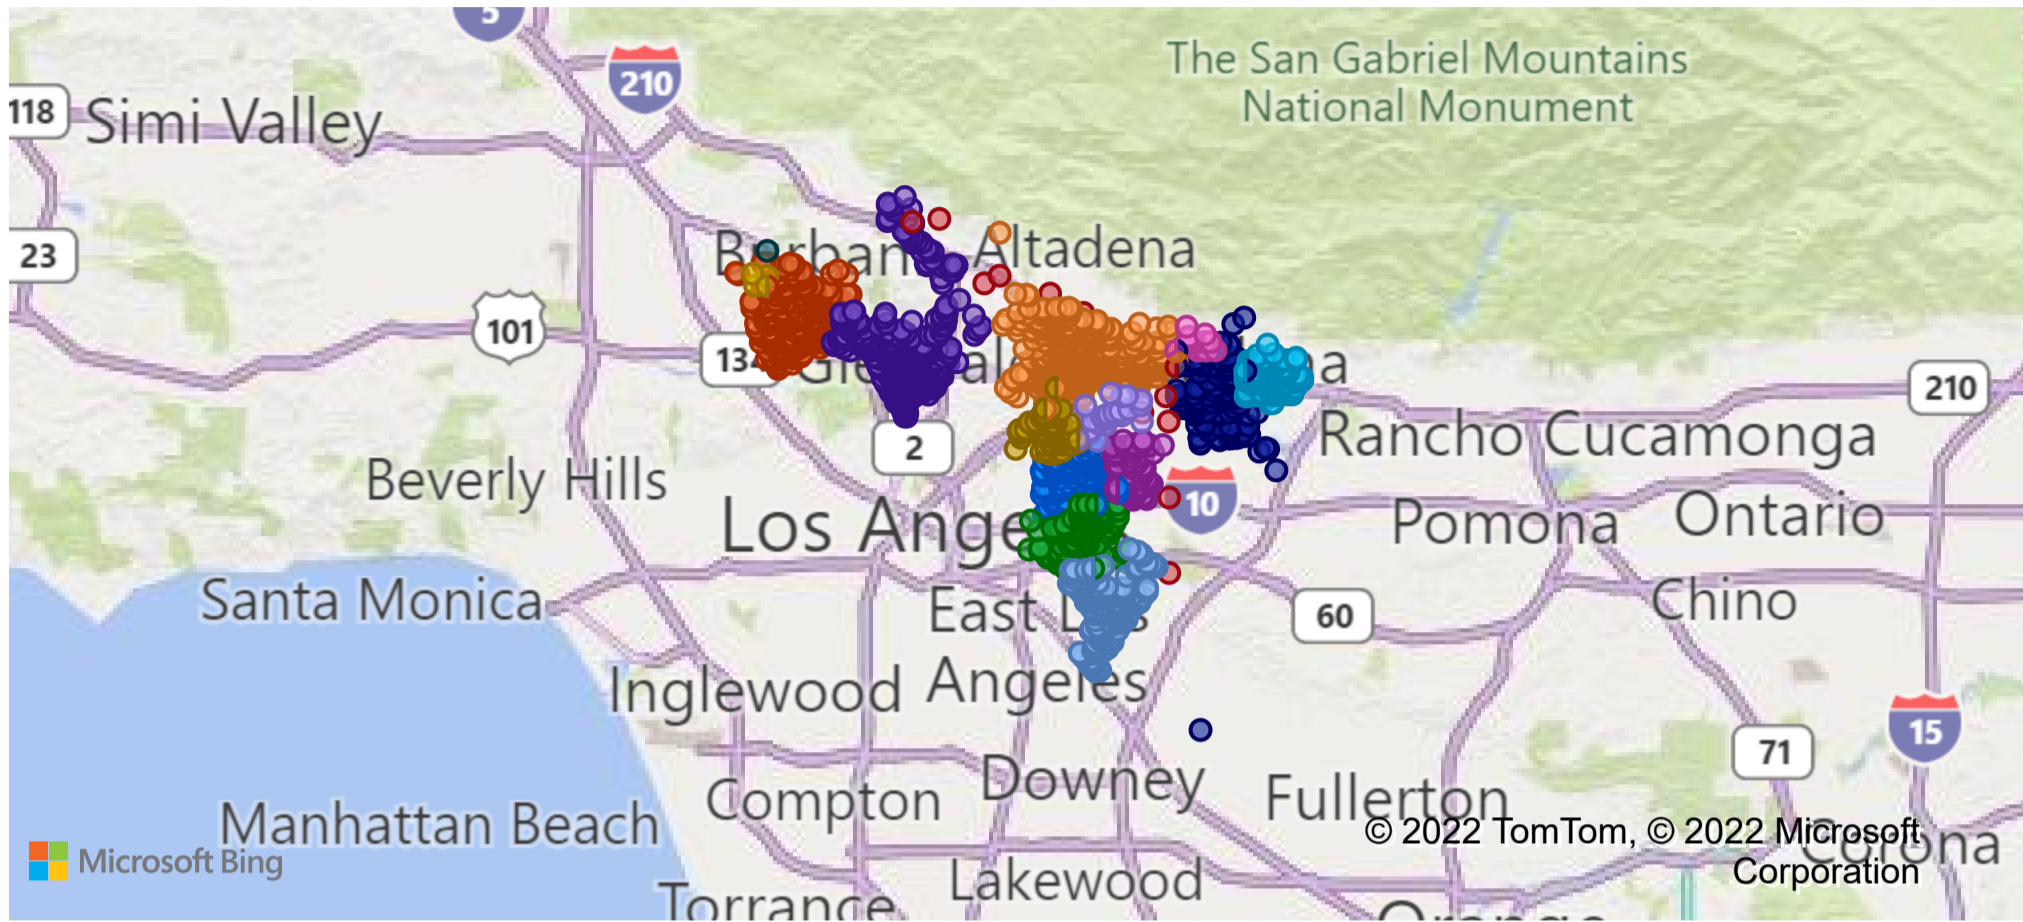 5
210
The San Gabriel Mountains
National Monument
118
Simi Valley
23
Altadena
101
134
210
2
Rancho Cucamonga
Beverly Hills
10
Pomona
Ontario
Los Ange
Santa Monica
East L s
Angeles
60
Chino
Inglewood
71
15
Downey
Compton
Fullerton
Manhattan Beach
© 2022 TomTom, © 2022 Microsoft
Corporation
Corona
Microsoft Bing
Lakewood
Torrance